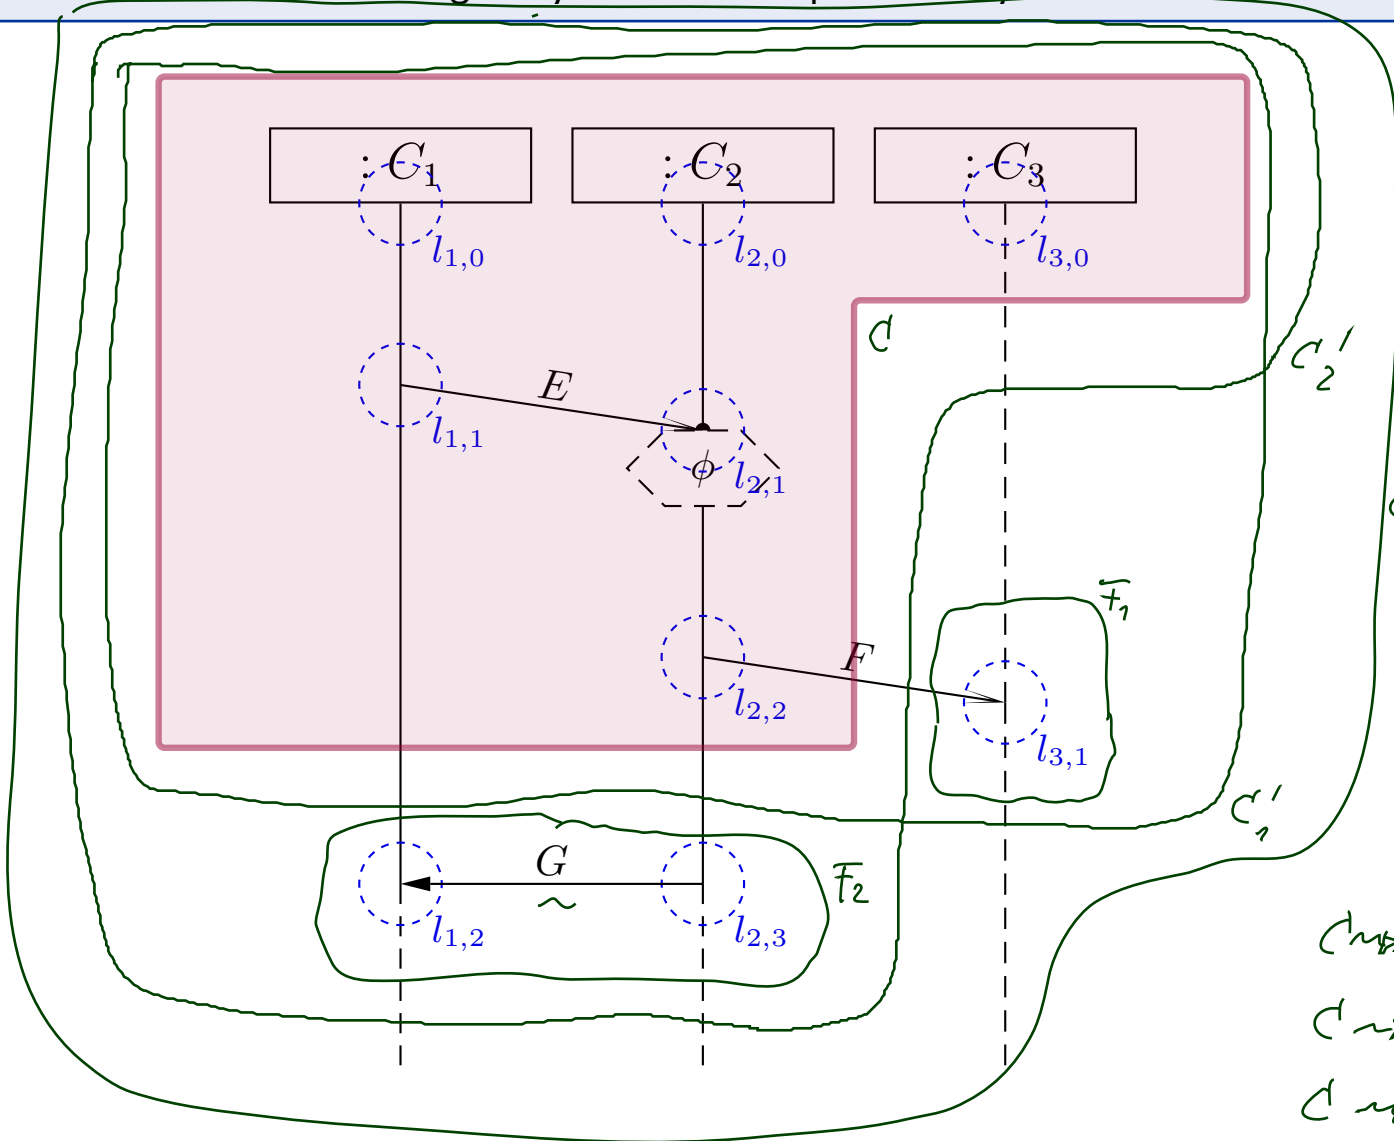 : C₁ : C₂ : C₃
l₁,₀ l₂,₀ l₃,₀
C
C₂′
E
l₁,₁
ϕ l₂,₁
F₁
F
l₂,₂
l₃,₁
C₁′
G
F₂
~
l₁,₂ l₂,₃
C
C
C